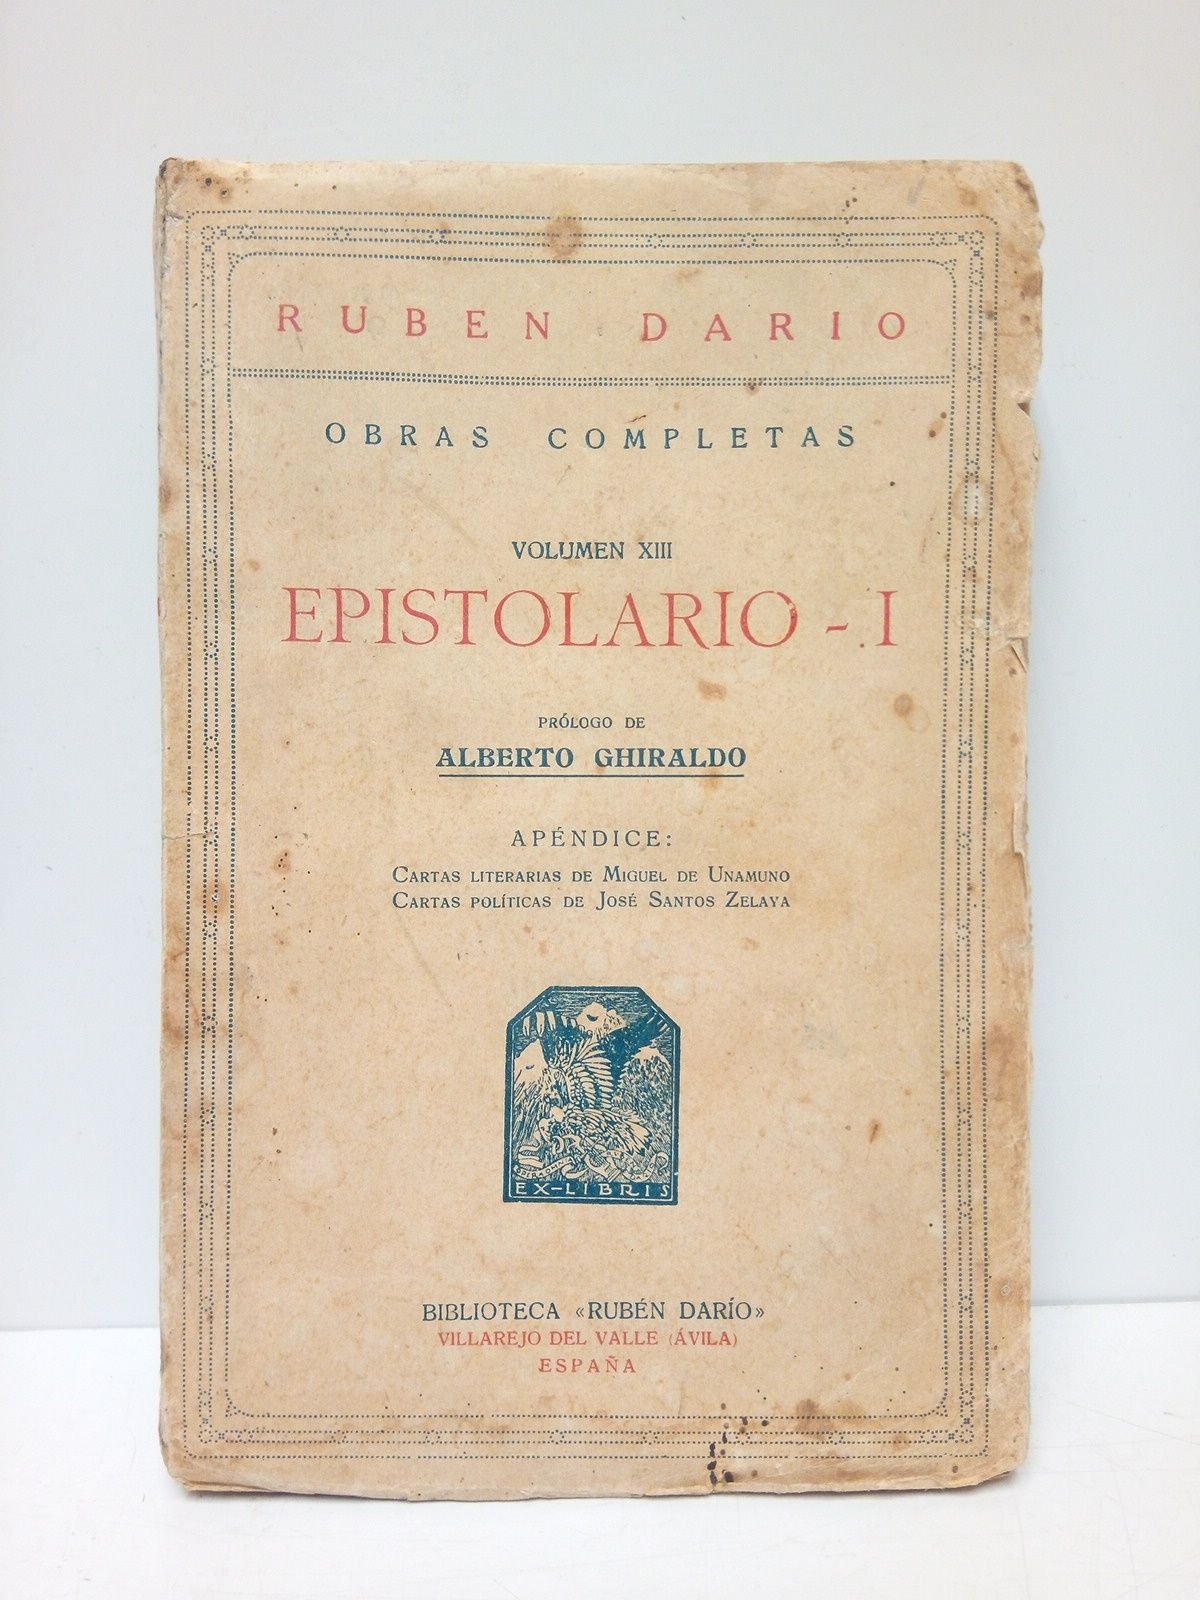 RUBEN DARIO
OBRAS COMPLETAS
VOLUMEN XIII
EPISTOLARIO - I
PRÓLOGO DE
ALBERTO GHIRALDO
APÉNDICE:
CARTAS LITERARIAS DE MIGUEL DE UNAMUNO
CARTAS POLÍTICAS DE JOSÉ SANTOS ZELAYA
EX-LIBRIS
BIBLIOTECA «RUBÉN DARÍO»
VILLAREJO DEL VALLE (ÁVILA)
ESPAÑA